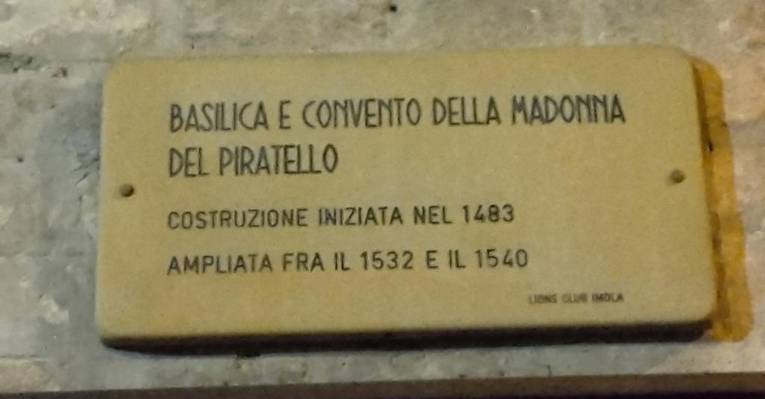 BASILICA E CONVENTO DELLA MADONNA
DEL PIRATELLO
COSTRUZIONE INIZIATA NEL 1483
AMPLIATA FRA IL 1532 E IL 1540
LIONS CLUB IMOLA